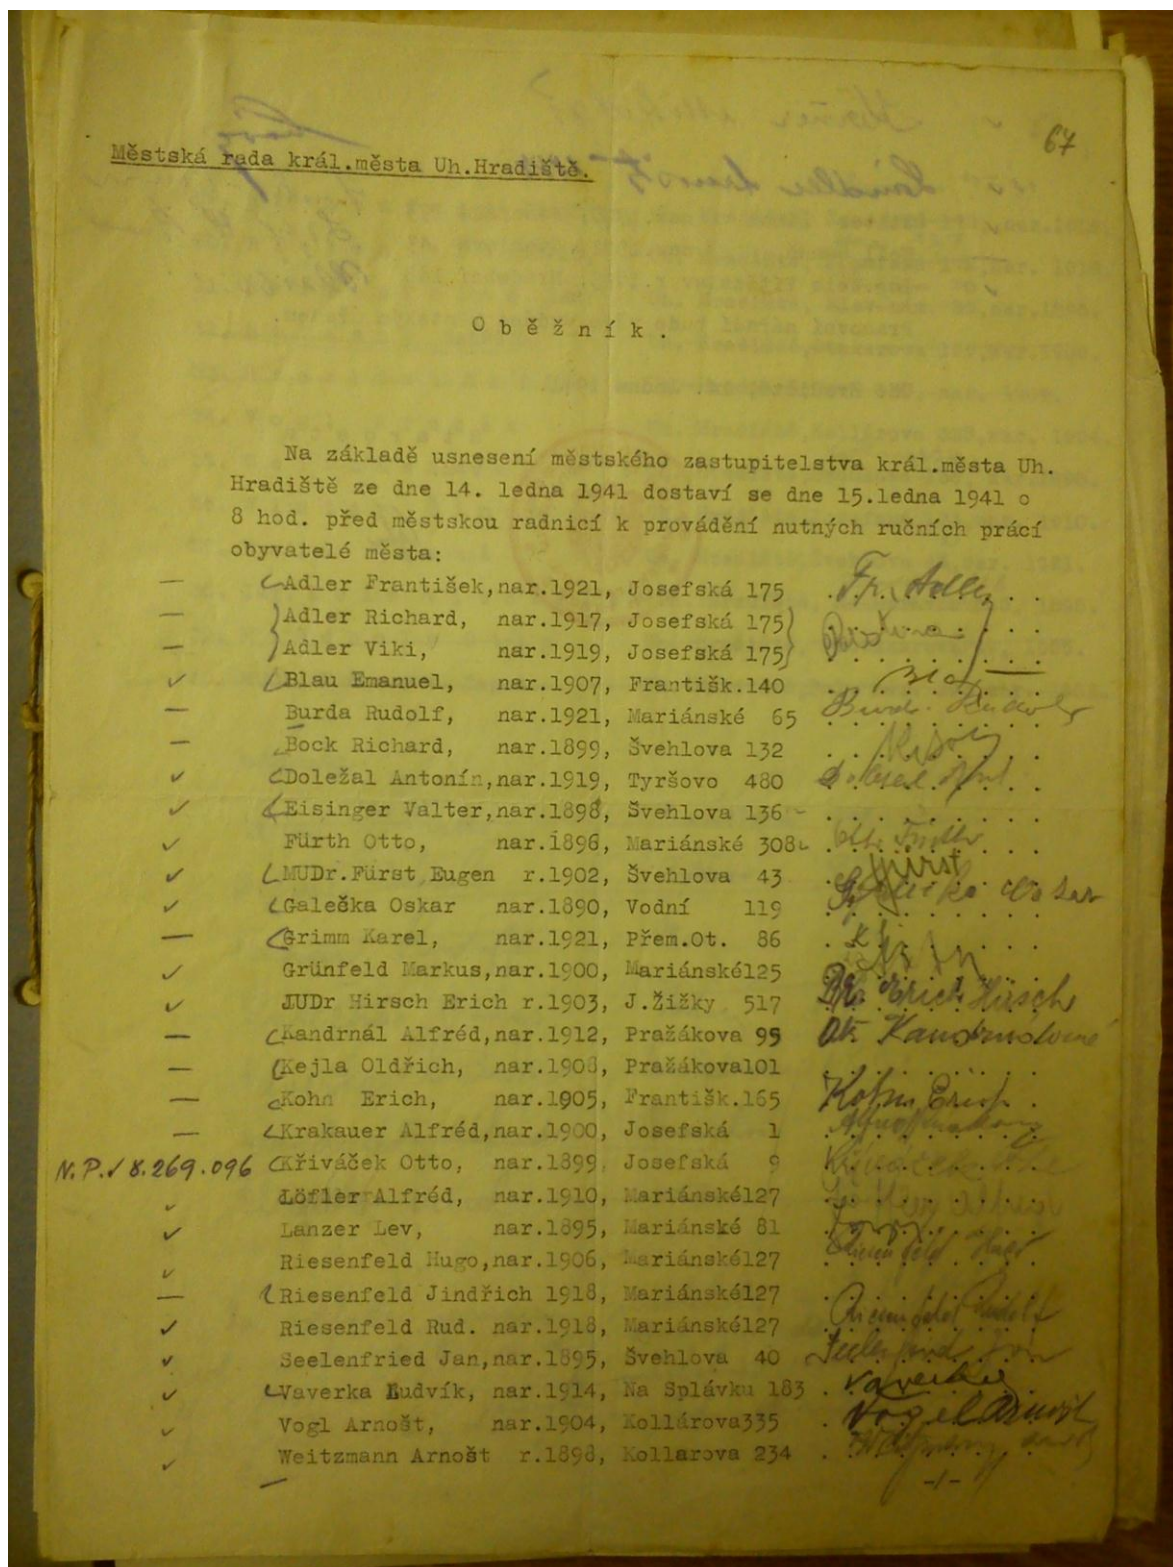 67
Městská rada král.města Uh.Hradiště.
Oběžník.
Na základě usnesení městského zastupitelstva král.města Uh.
Hradiště ze dne 14. ledna 1941 dostaví se dne 15.ledna 1941 o
8 hod. před městskou radnicí k provádění nutných ručních prácí
obyvatelé města:
— Adler František,nar.1921, Josefská 175 Fr. Adler
— Adler Richard, nar.1917, Josefská 175
— Adler Viki, nar.1919, Josefská 175
✓ Blau Emanuel, nar.1907, Františk.140
— Burda Rudolf, nar.1921, Mariánské 65
— Bock Richard, nar.1899, Švehlova 132
✓ Doležal Antonín,nar.1919, Tyršovo 480
✓ Eisinger Valter,nar.1898, Švehlova 136
✓ Fürth Otto, nar.1896, Mariánské 308
✓ MUDr.Fürst Eugen r.1902, Švehlova 43 Fürst
✓ Galeška Oskar nar.1890, Vodní 119
— Grimm Karel, nar.1921, Přem.Ot. 86
✓ Grünfeld Markus,nar.1900, Mariánské125
✓ JUDr Hirsch Erich r.1903, J.Žižky 517 Dr. Erich Hirsch
— Kandrnál Alfréd,nar.1912, Pražákova 95
— Kejla Oldřich, nar.1908, Pražákova101
— Kohn Erich, nar.1905, Františk.165 Kohn Erich
— Krakauer Alfréd,nar.1900, Josefská 1
N.P. ✓ 8.269.096 Křiváček Otto, nar.1899, Josefská 9
✓ Löfler Alfréd, nar.1910, Mariánské127
✓ Lanzer Lev, nar.1895, Mariánské 81
✓ Riesenfeld Hugo,nar.1906, Mariánské127
— Riesenfeld Jindřich 1918, Mariánské127
✓ Riesenfeld Rud. nar.1918, Mariánské127
✓ Seelenfried Jan,nar.1895, Švehlova 40
✓ Vaverka Ludvík, nar.1914, Na Splávku 183
✓ Vogl Arnošt, nar.1904, Kollárova335
✓ Weitzmann Arnošt r.1898, Kollarova 234
-/-